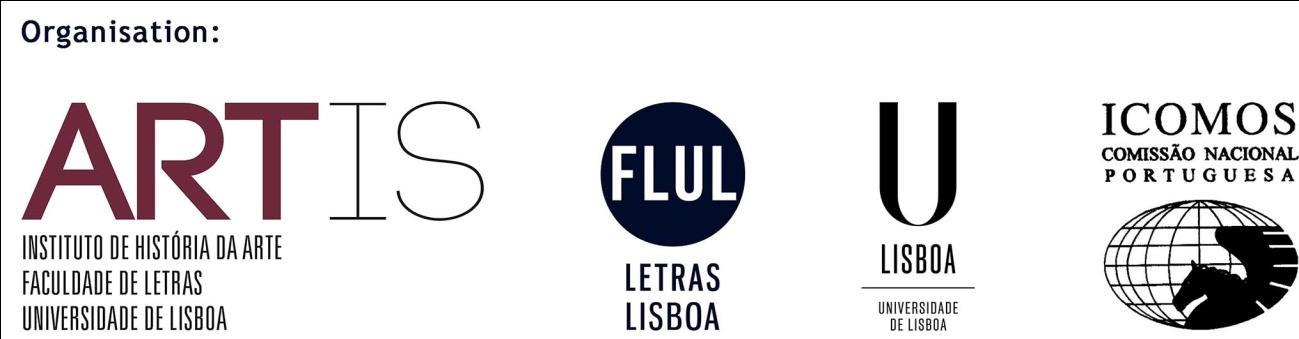 Organisation:
ARTIS
INSTITUTO DE HISTÓRIA DA ARTE
FACULDADE DE LETRAS
UNIVERSIDADE DE LISBOA
FLUL
LETRAS
LISBOA
U
LISBOA
UNIVERSIDADE
DE LISBOA
ICOMOS
COMISSÃO NACIONAL
PORTUGUESA